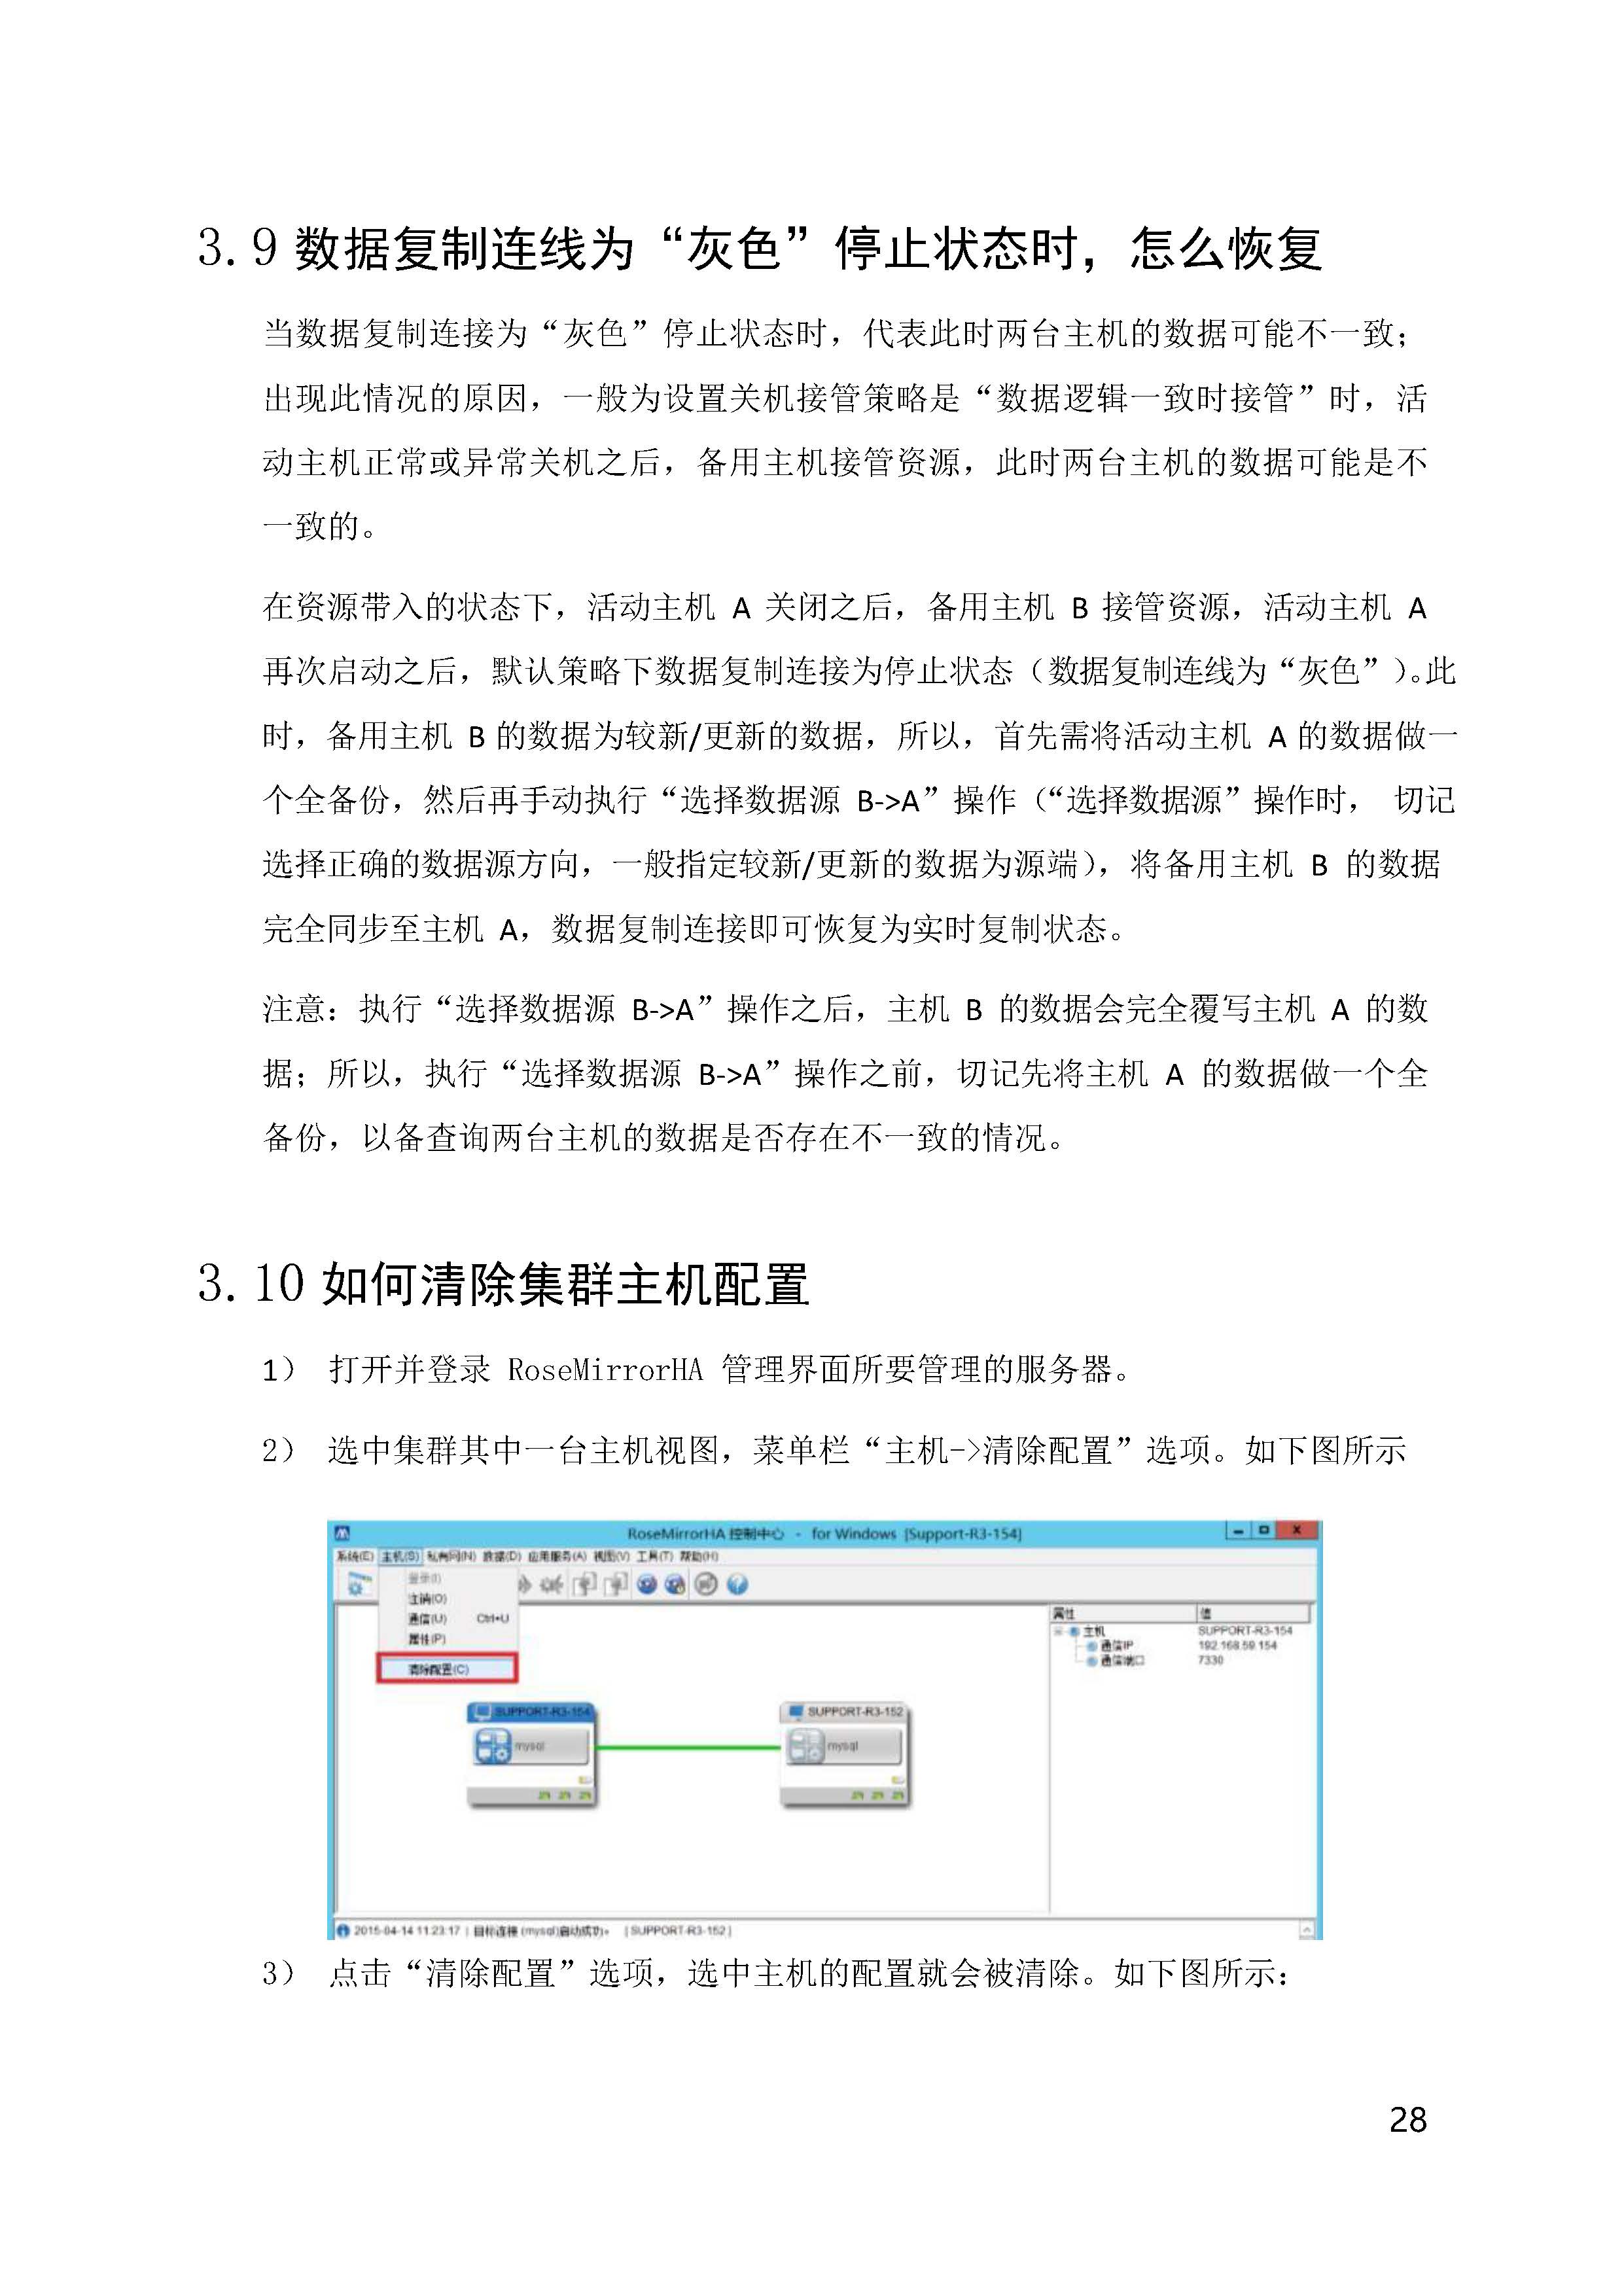 3.9 数据复制连线为“灰色”停止状态时，怎么恢复
当数据复制连接为“灰色”停止状态时，代表此时两台主机的数据可能不一致；
出现此情况的原因，一般为设置关机接管策略是“数据逻辑一致时接管”时，活
动主机正常或异常关机之后，备用主机接管资源，此时两台主机的数据可能是不
一致的。
在资源带入的状态下，活动主机 A 关闭之后，备用主机 B 接管资源，活动主机 A
再次启动之后，默认策略下数据复制连接为停止状态（数据复制连线为“灰色”）。此
时，备用主机 B 的数据为较新/更新的数据，所以，首先需将活动主机 A 的数据做一
个全备份，然后再手动执行“选择数据源 B->A”操作（“选择数据源”操作时， 切记
选择正确的数据源方向，一般指定较新/更新的数据为源端），将备用主机 B 的数据
完全同步至主机 A，数据复制连接即可恢复为实时复制状态。
注意：执行“选择数据源 B->A”操作之后，主机 B 的数据会完全覆写主机 A 的数
据；所以，执行“选择数据源 B->A”操作之前，切记先将主机 A 的数据做一个全
备份，以备查询两台主机的数据是否存在不一致的情况。
3.10 如何清除集群主机配置
1） 打开并登录 RoseMirrorHA 管理界面所要管理的服务器。
2） 选中集群其中一台主机视图，菜单栏“主机->清除配置”选项。如下图所示
RoseMirrorHA 控制中心 - for Windows [Support-R3-154]
系统(E) 主机(S) 私有网(N) 数据(D) 应用服务(A) 视图(V) 工具(T) 帮助(H)
登录(I)
注销(O)
通信(U) Ctrl+U
属性(P)
清除配置(C)
属性 值
主机 SUPPORT-R3-154
通信IP 192.168.59.154
通信端口 7330
SUPPORT-R3-154 SUPPORT-R3-152
mysql mysql
2015-04-14 11:23:17 | 目标连接 (mysql)启动成功。 [SUPPORT-R3-152]
3） 点击“清除配置”选项，选中主机的配置就会被清除。如下图所示：
28